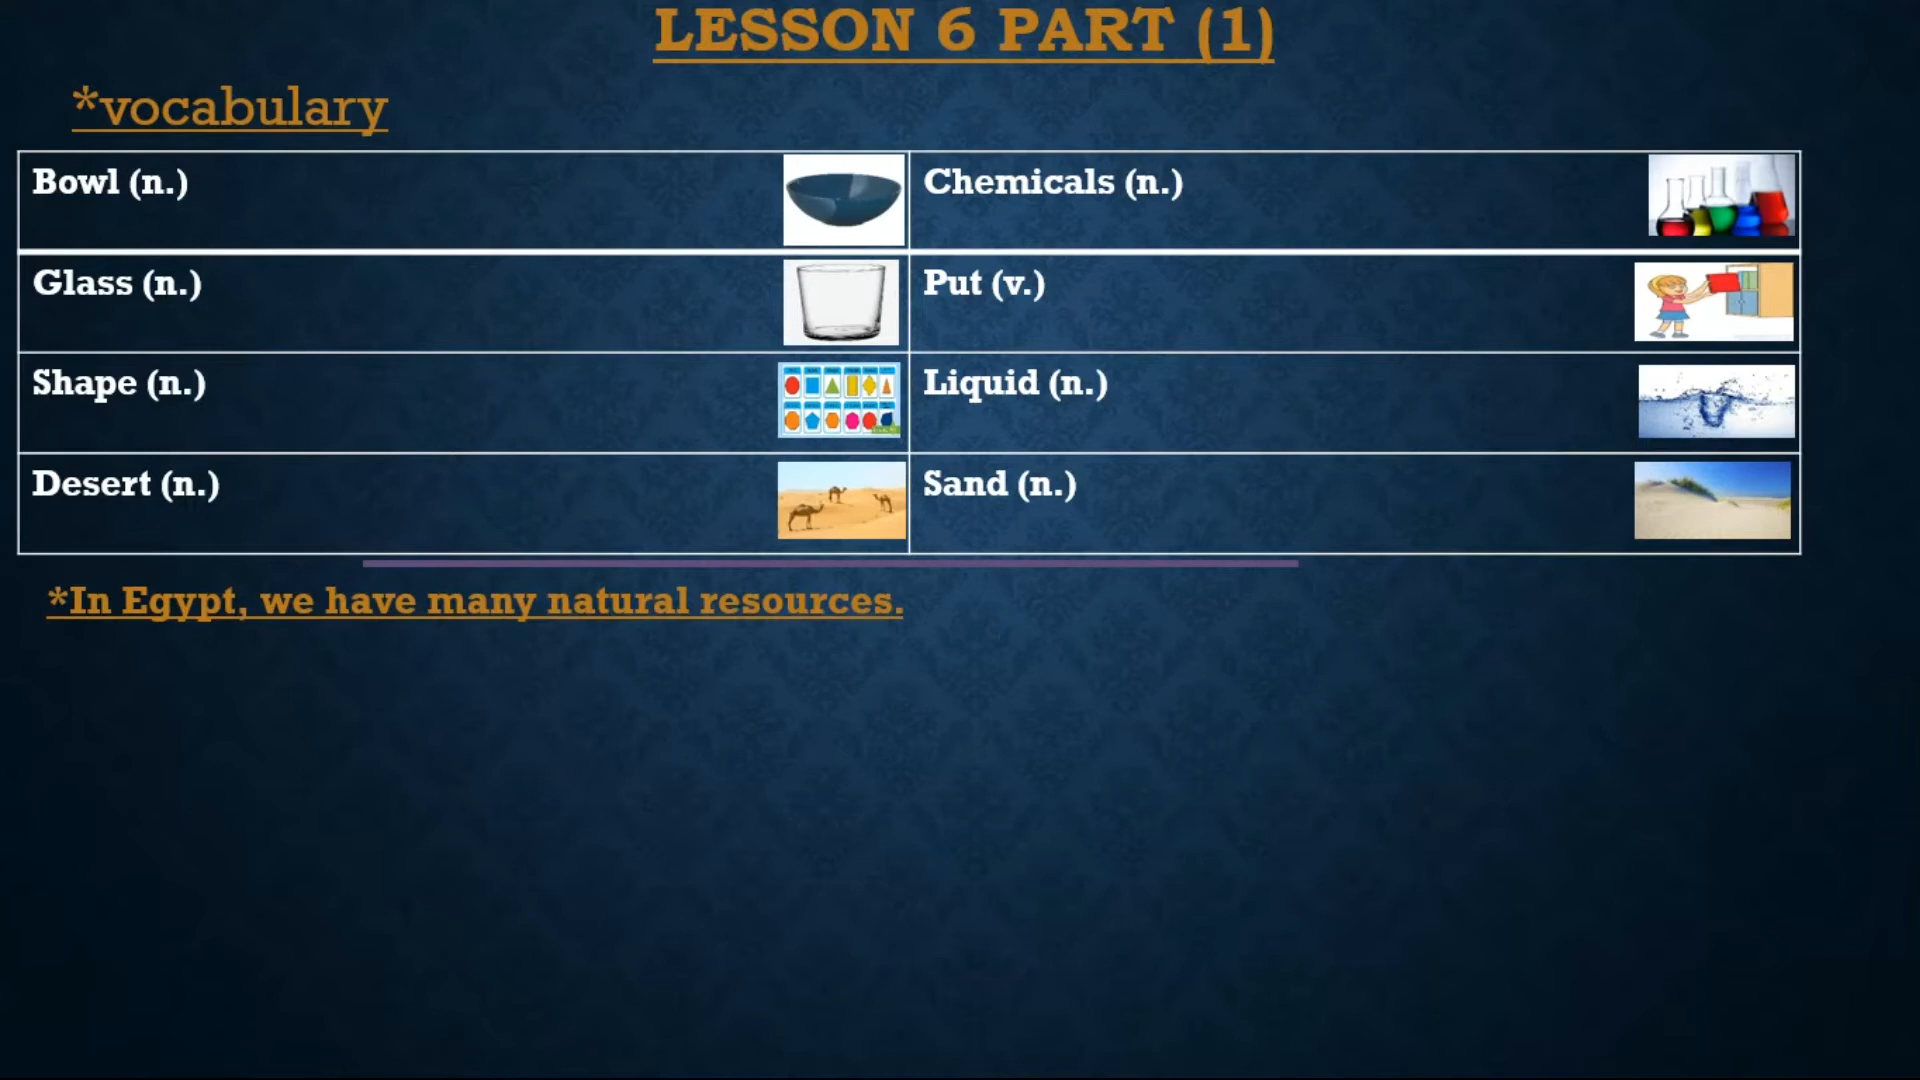 LESSON 6 PART (1)
*vocabulary
Bowl (n.)
Chemicals (n.)
Glass (n.)
Put (v.)
Shape (n.)
Liquid (n.)
Desert (n.)
Sand (n.)
*In Egypt, we have many natural resources.